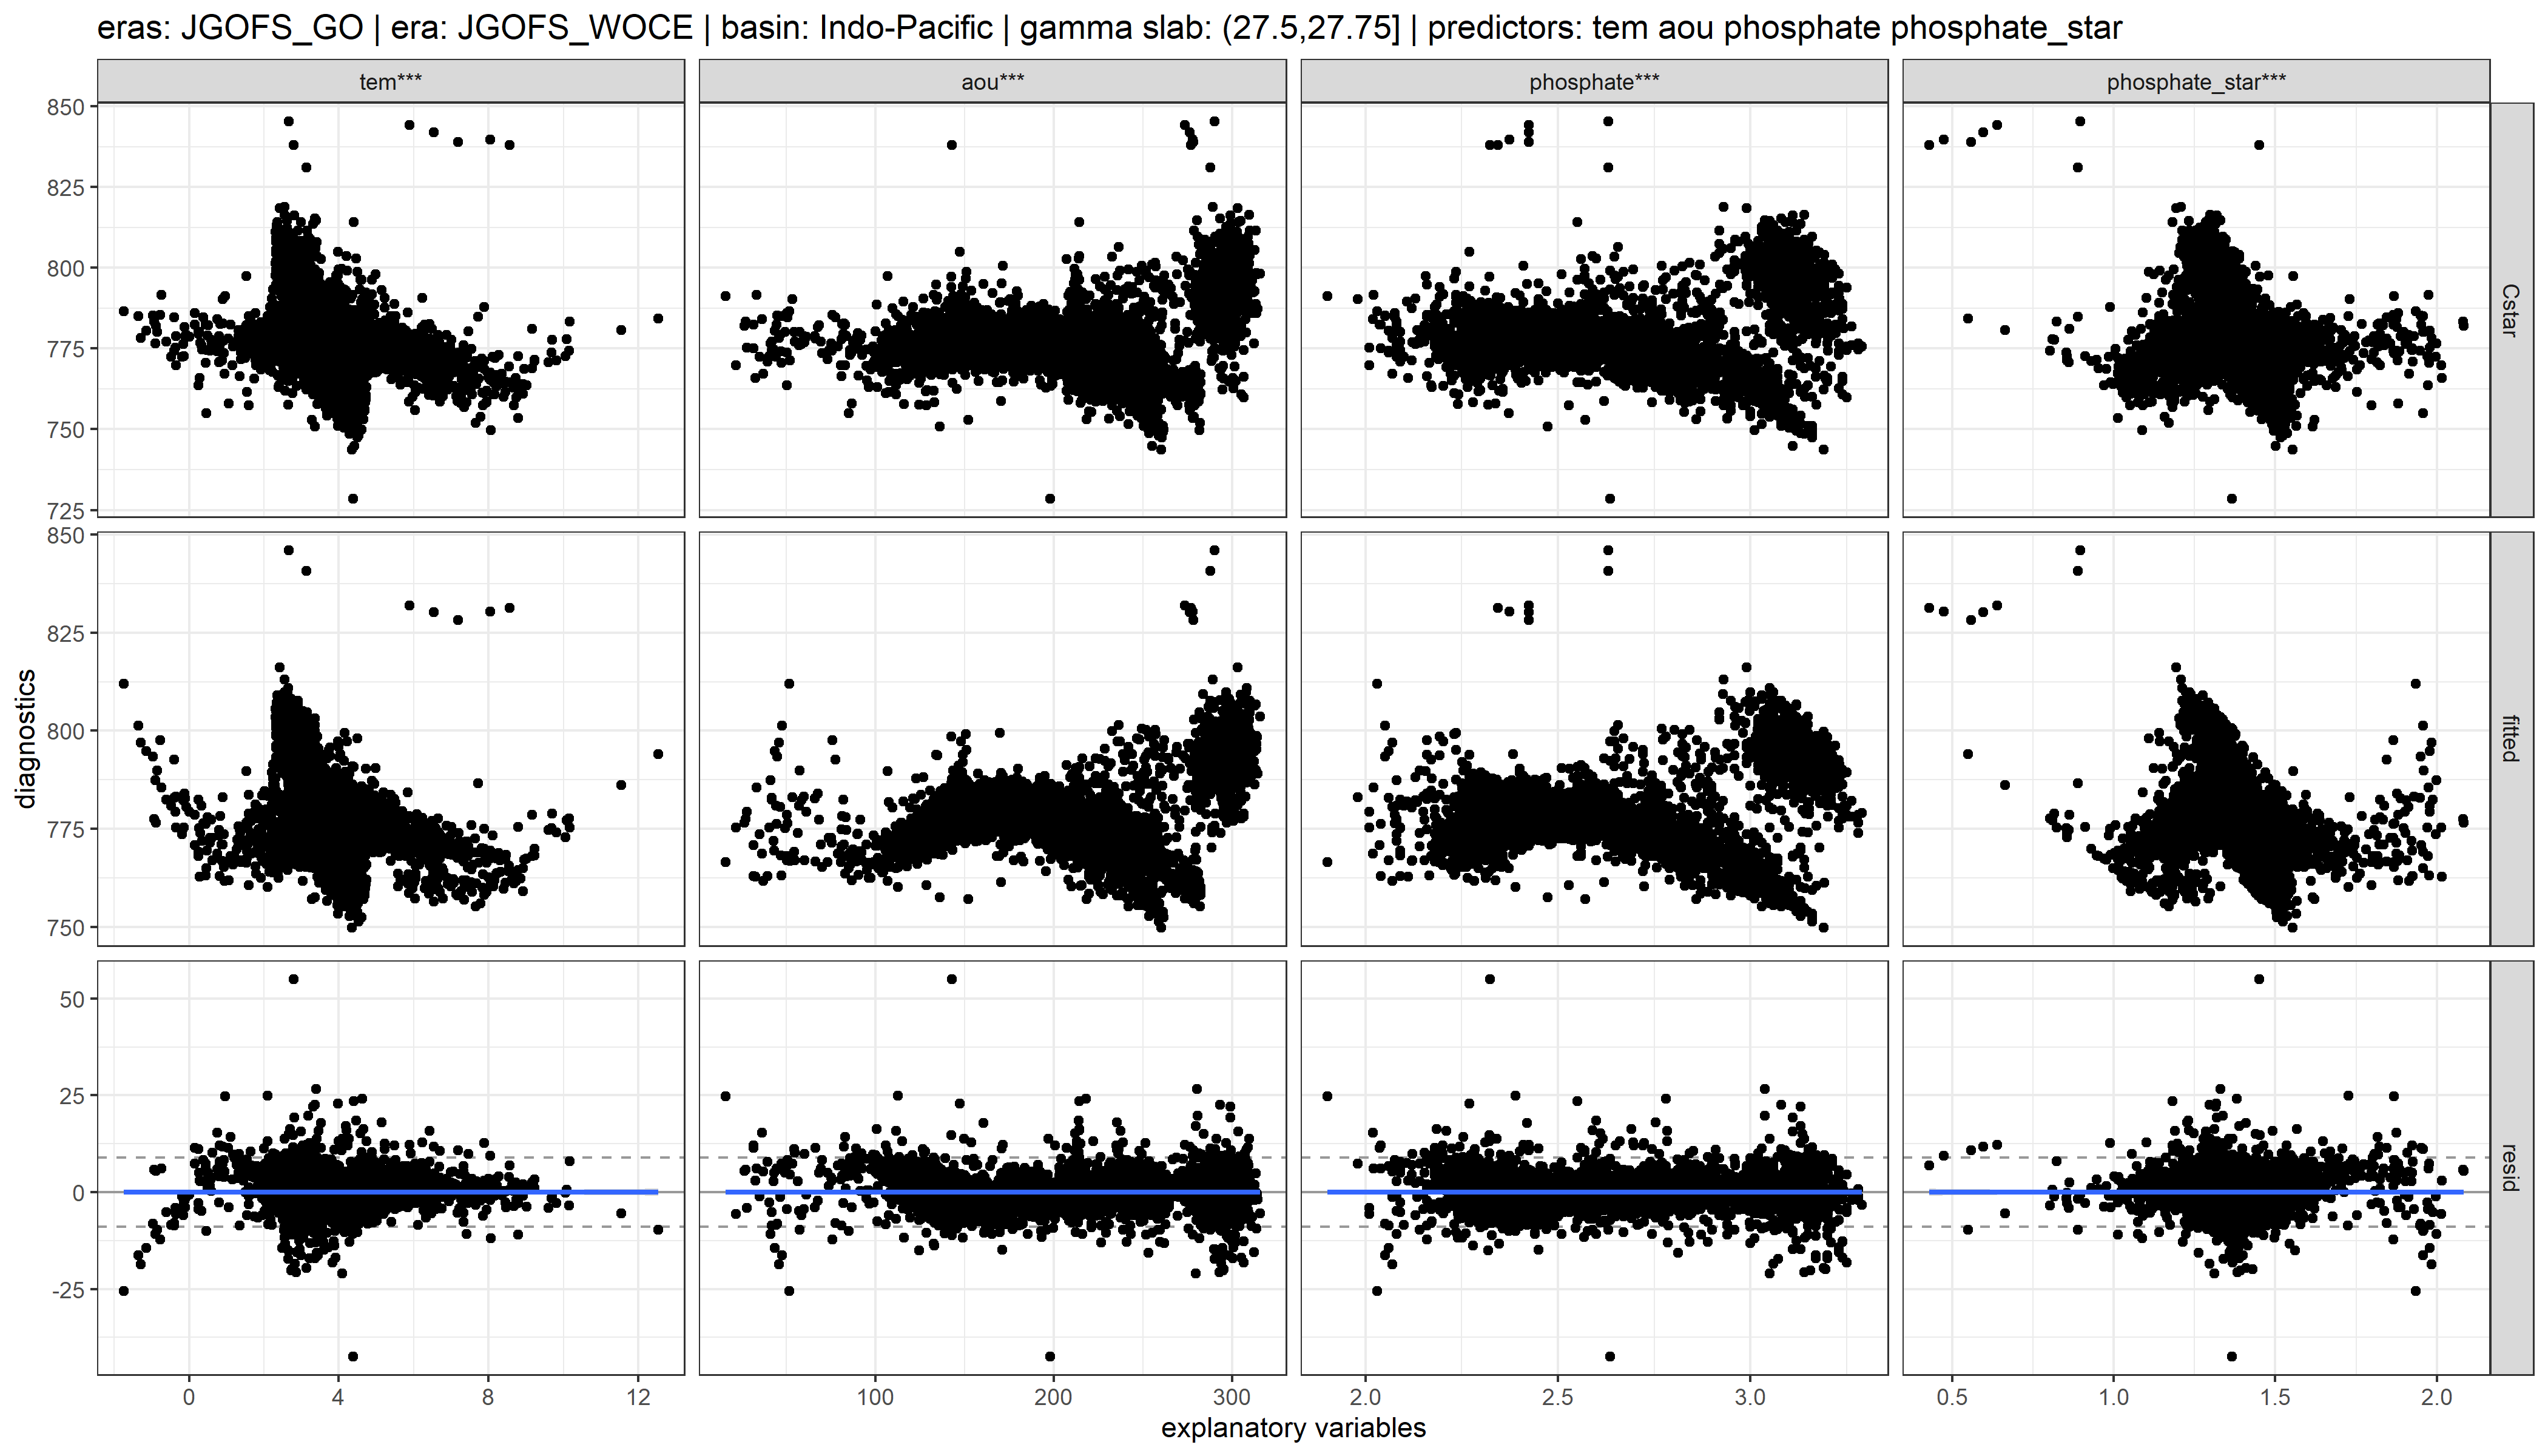 eras: JGOFS_GO | era: JGOFS_WOCE | basin: Indo-Pacific | gamma slab: (27.5,27.75] | predictors: tem aou phosphate phosphate_star
tem***
aou***
phosphate***
phosphate_star***
850
825
800
775
750
725
Cstar
850
825
800
775
750
fitted
diagnostics
50
25
0
-25
resid
0
4
8
12
100
200
300
2.0
2.5
3.0
0.5
1.0
1.5
2.0
explanatory variables